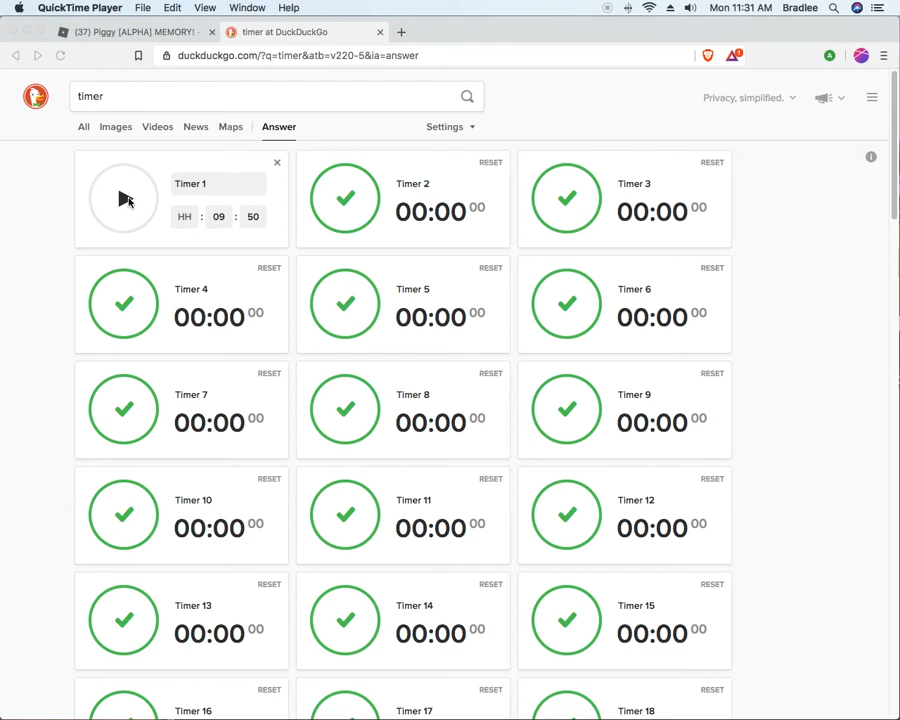 QuickTime Player File Edit View Window Help Mon 11:31 AM Bradlee
(37) Piggy [ALPHA] MEMORY! - timer at DuckDuckGo
duckduckgo.com/?q=timer&atb=v220-5&ia=answer 1 A
timer
Privacy, simplified.
All Images Videos News Maps Answer Settings
Timer 1
HH : 09 : 50
RESET
Timer 2
00:00 00
RESET
Timer 3
00:00 00
RESET
Timer 4
00:00 00
RESET
Timer 5
00:00 00
RESET
Timer 6
00:00 00
RESET
Timer 7
00:00 00
RESET
Timer 8
00:00 00
RESET
Timer 9
00:00 00
RESET
Timer 10
00:00 00
RESET
Timer 11
00:00 00
RESET
Timer 12
00:00 00
RESET
Timer 13
00:00 00
RESET
Timer 14
00:00 00
RESET
Timer 15
00:00 00
RESET
Timer 16
RESET
Timer 17
RESET
Timer 18